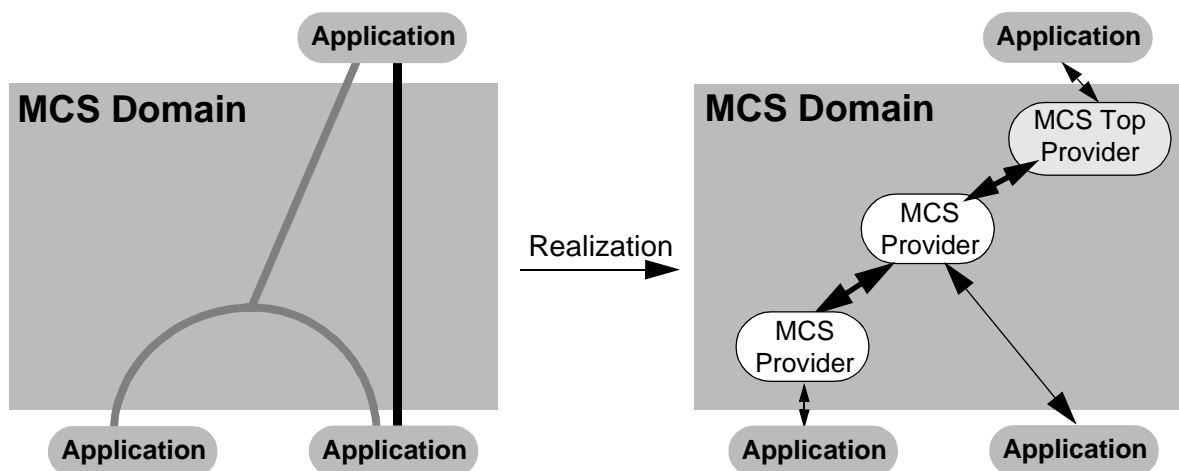 Application
MCS Domain
Application
Application
Realization
Application
MCS Domain
MCS Top
Provider
MCS
Provider
MCS
Provider
Application
Application